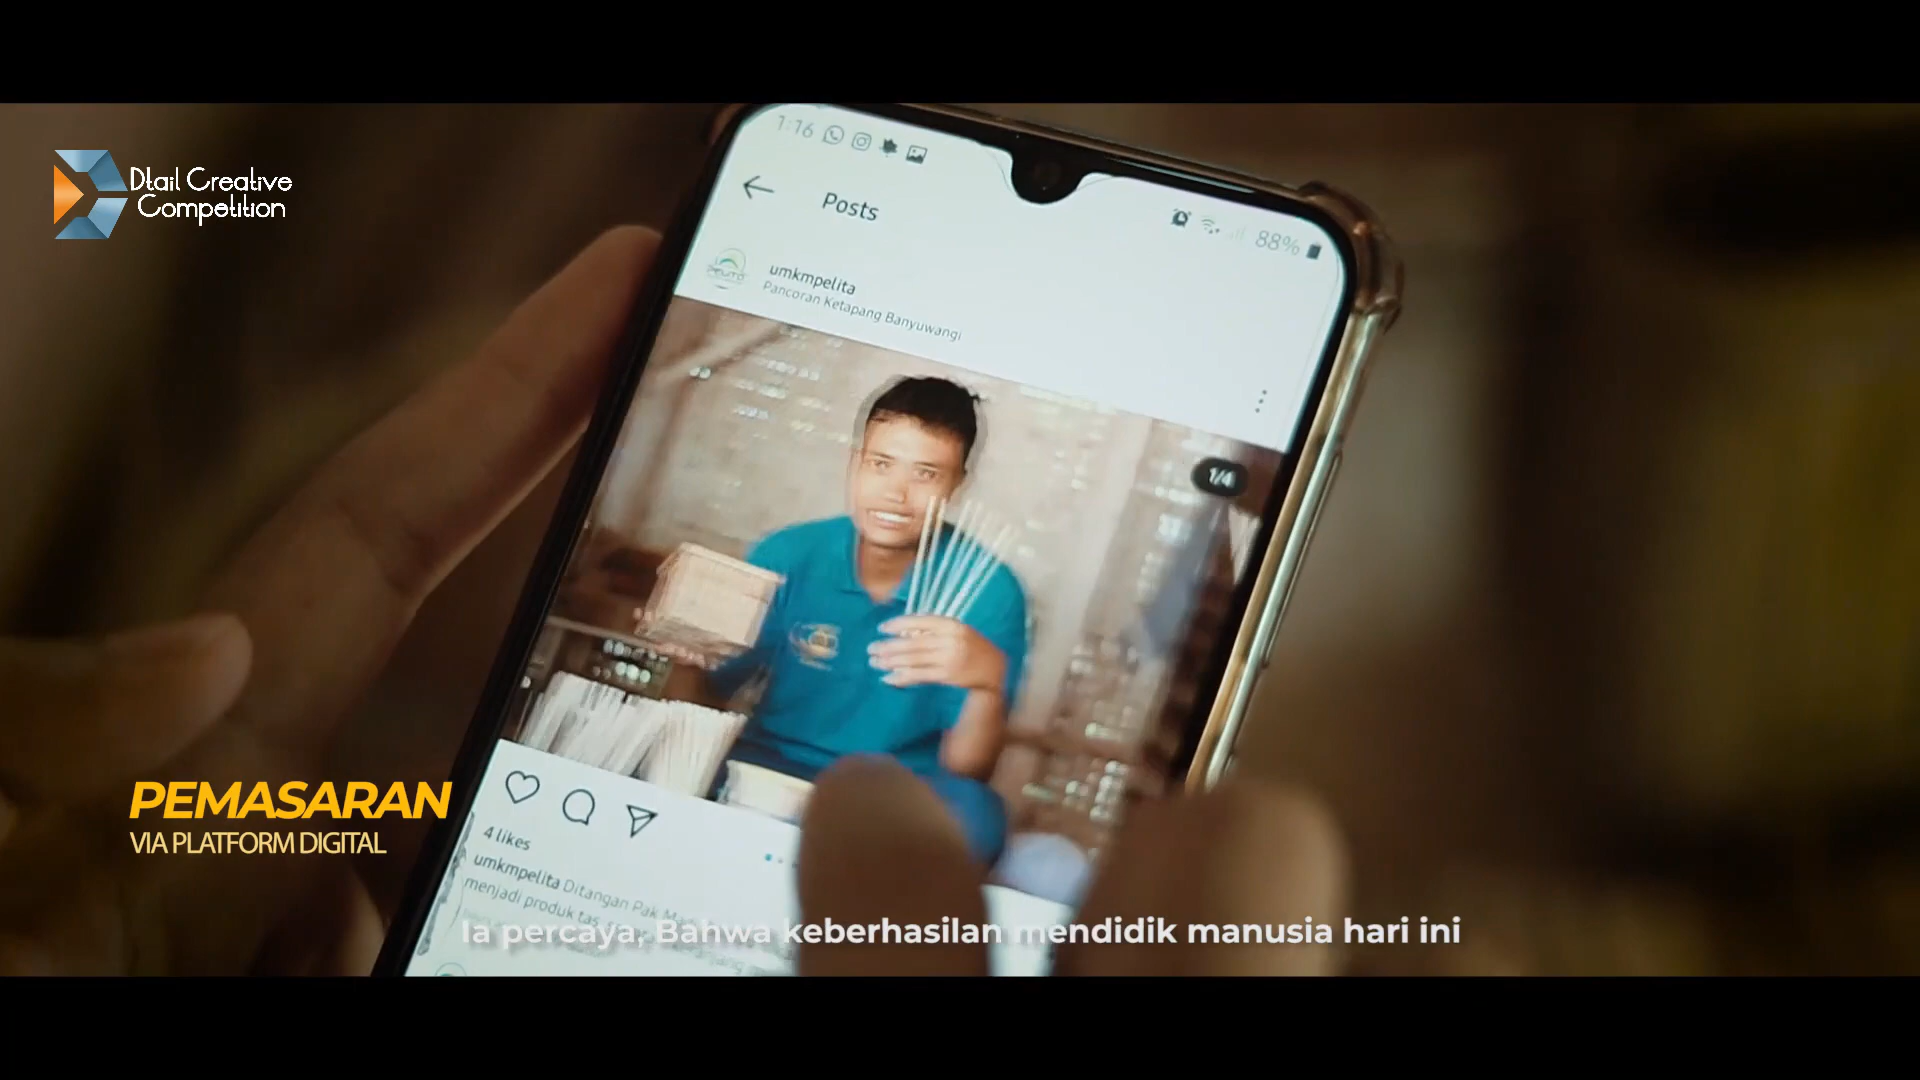 Dtail Creative
Competition
1:16
88%
Posts
umkmpelita
Pancoran Ketapang Banyuwangi
1/4
4 likes
umkmpelita Ditangan Pak
menjadi produk tas,
PEMASARAN
VIA PLATFORM DIGITAL
Ia percaya, Bahwa keberhasilan mendidik manusia hari ini